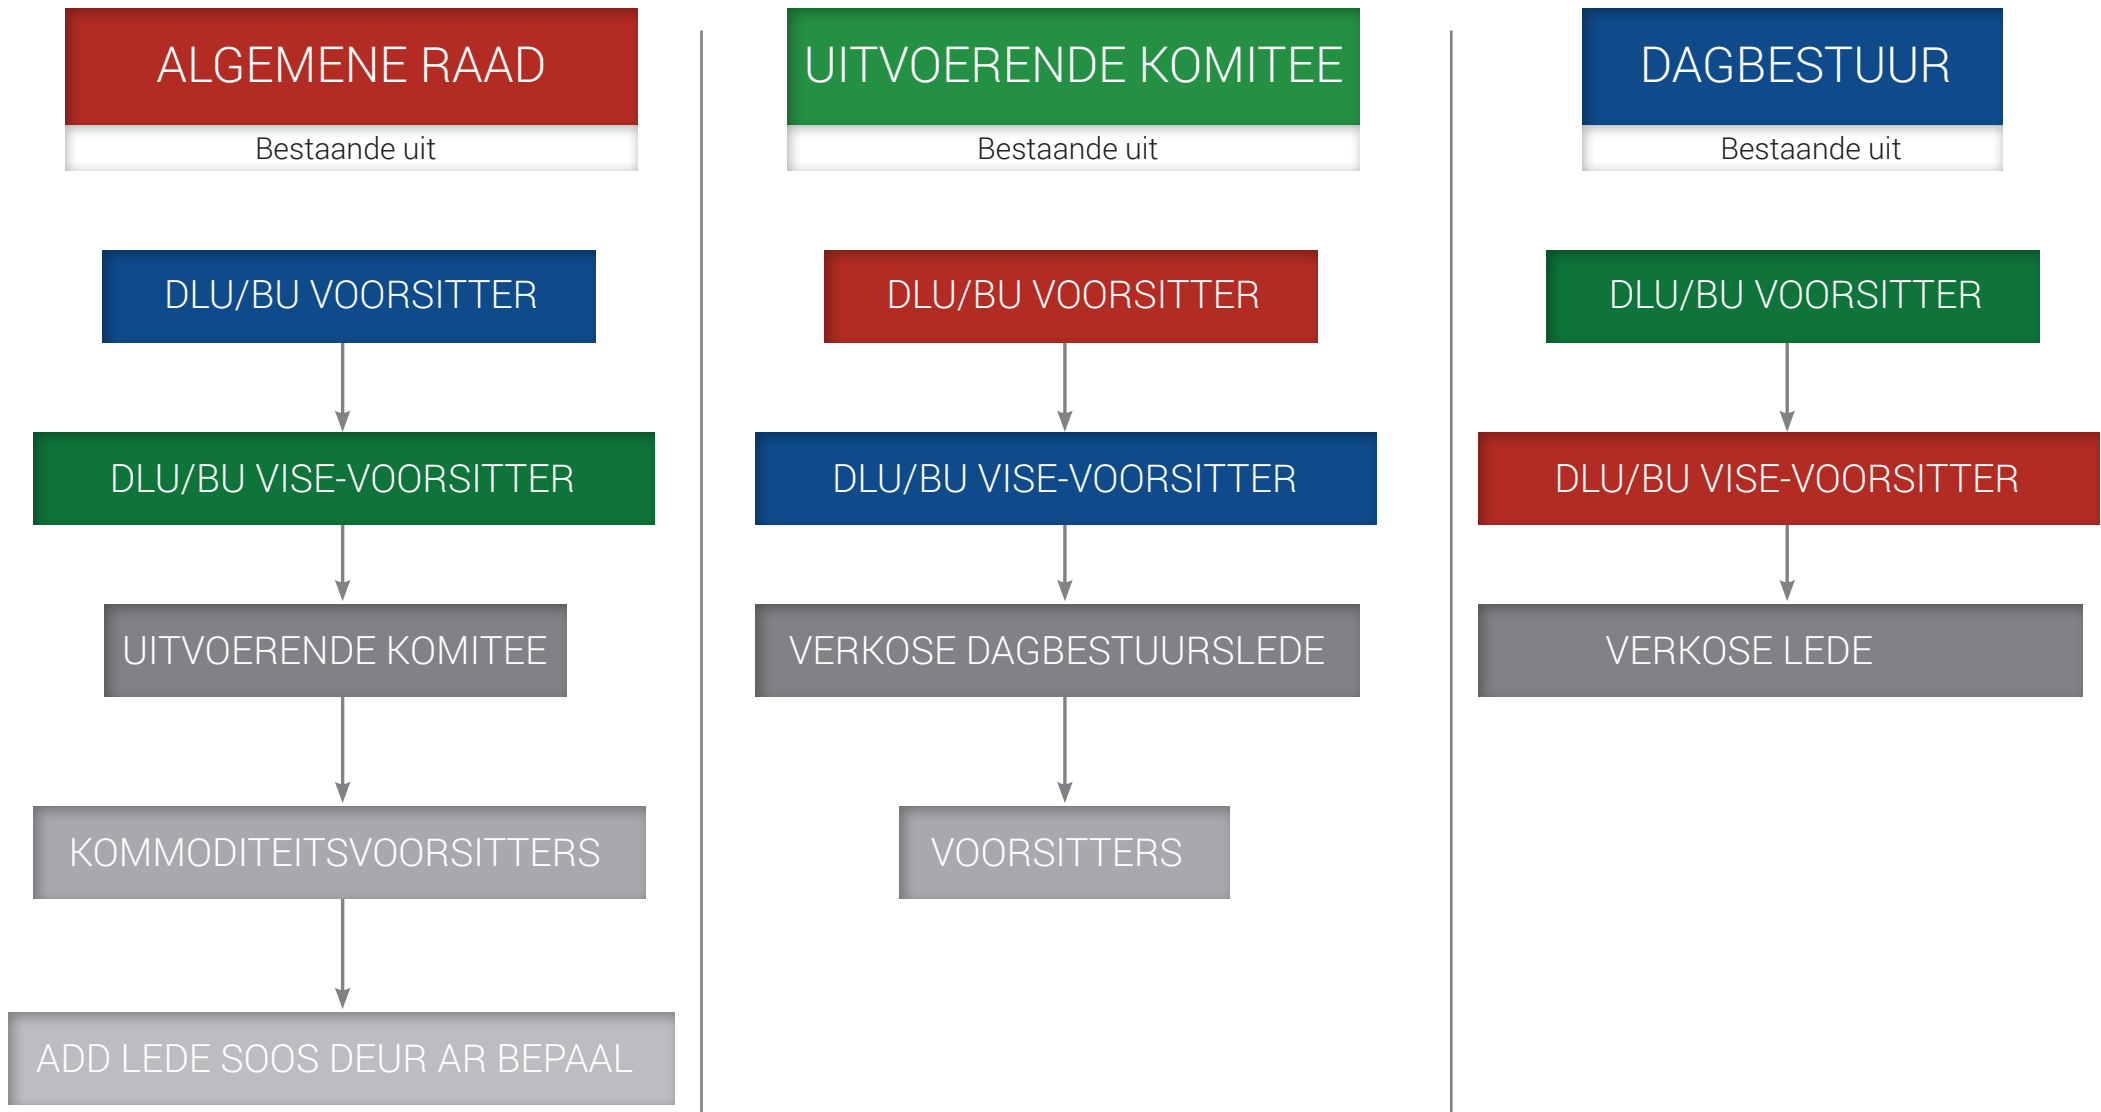 ALGEMENE RAAD
Bestaande uit
DLU/BU VOORSITTER
DLU/BU VISE-VOORSITTER
UITVOERENDE KOMITEE
KOMMODITEITSVOORSITTERS
ADD LEDE SOOS DEUR AR BEPAAL
UITVOERENDE KOMITEE
Bestaande uit
DLU/BU VOORSITTER
DLU/BU VISE-VOORSITTER
VERKOSE DAGBESTUURSLEDE
VOORSITTERS
DAGBESTUUR
Bestaande uit
DLU/BU VOORSITTER
DLU/BU VISE-VOORSITTER
VERKOSE LEDE